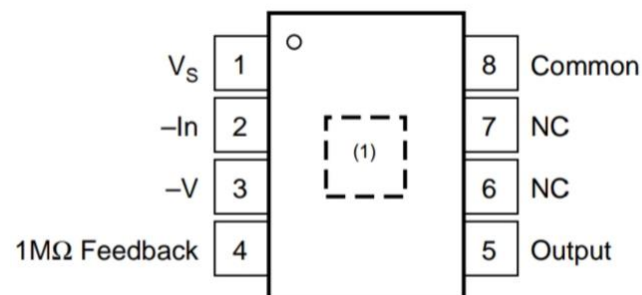 V_S 1 8 Common
–In 2 (1) 7 NC
–V 3 6 NC
1MΩ Feedback 4 5 Output